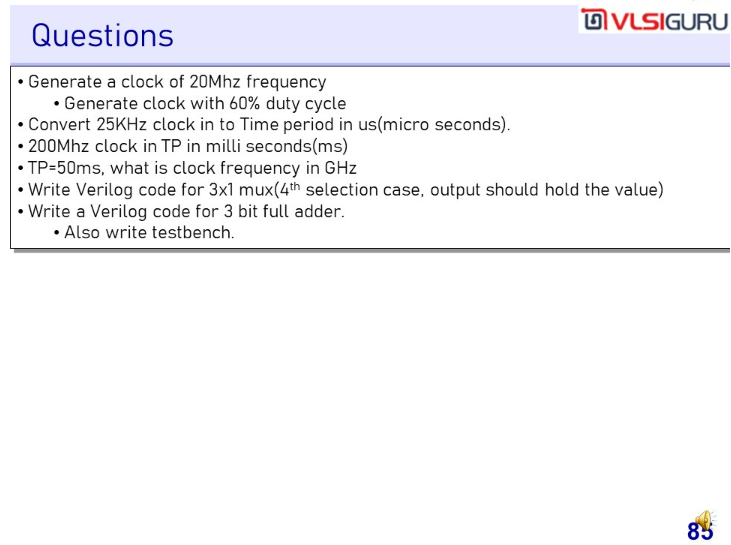 VLSIGURU
Questions
• Generate a clock of 20Mhz frequency
• Generate clock with 60% duty cycle
• Convert 25KHz clock in to Time period in us(micro seconds).
• 200Mhz clock in TP in milli seconds(ms)
• TP=50ms, what is clock frequency in GHz
• Write Verilog code for 3x1 mux(4th selection case, output should hold the value)
• Write a Verilog code for 3 bit full adder.
• Also write testbench.
85